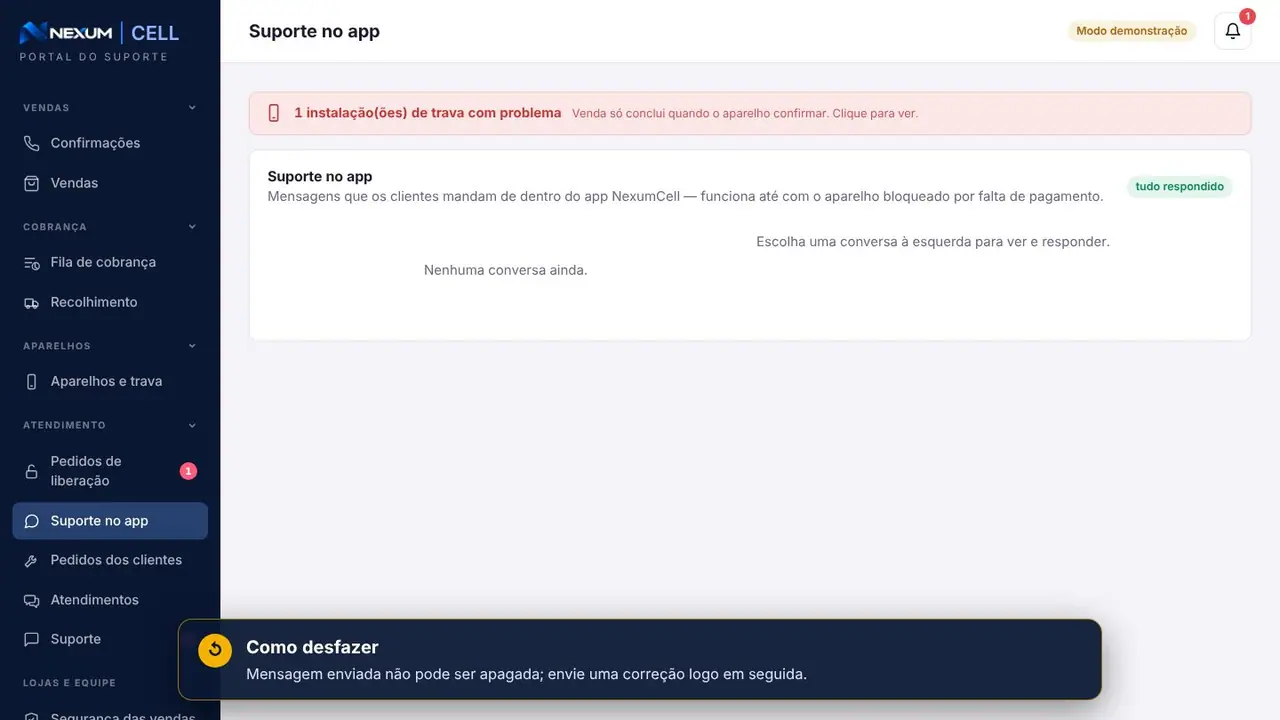 NEXUM | CELL
PORTAL DO SUPORTE
VENDAS
Confirmações
Vendas
COBRANÇA
Fila de cobrança
Recolhimento
APARELHOS
Aparelhos e trava
ATENDIMENTO
Pedidos de
liberação
1
Suporte no app
Pedidos dos clientes
Atendimentos
Suporte
LOJAS E EQUIPE
Segurança das vendas
Suporte no app
Modo demonstração
1
1 instalação(ões) de trava com problema Venda só conclui quando o aparelho confirmar. Clique para ver.
Suporte no app
Mensagens que os clientes mandam de dentro do app NexumCell — funciona até com o aparelho bloqueado por falta de pagamento.
tudo respondido
Escolha uma conversa à esquerda para ver e responder.
Nenhuma conversa ainda.
Como desfazer
Mensagem enviada não pode ser apagada; envie uma correção logo em seguida.